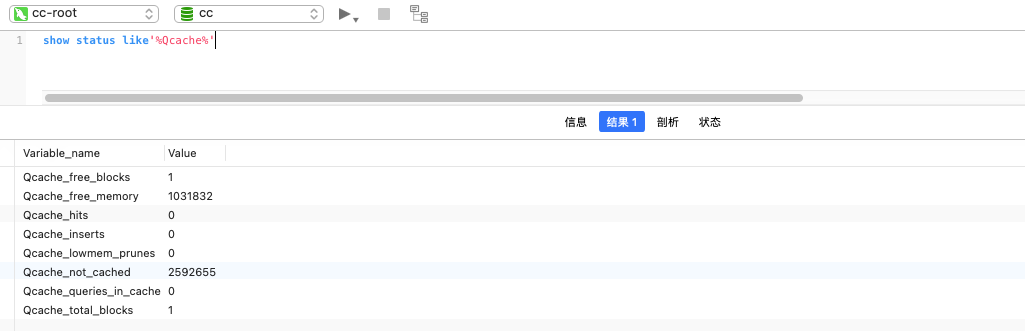 cc-root cc
1 show status like'%Qcache%'
信息 结果 1 剖析 状态
Variable_name Value
Qcache_free_blocks 1
Qcache_free_memory 1031832
Qcache_hits 0
Qcache_inserts 0
Qcache_lowmem_prunes 0
Qcache_not_cached 2592655
Qcache_queries_in_cache 0
Qcache_total_blocks 1